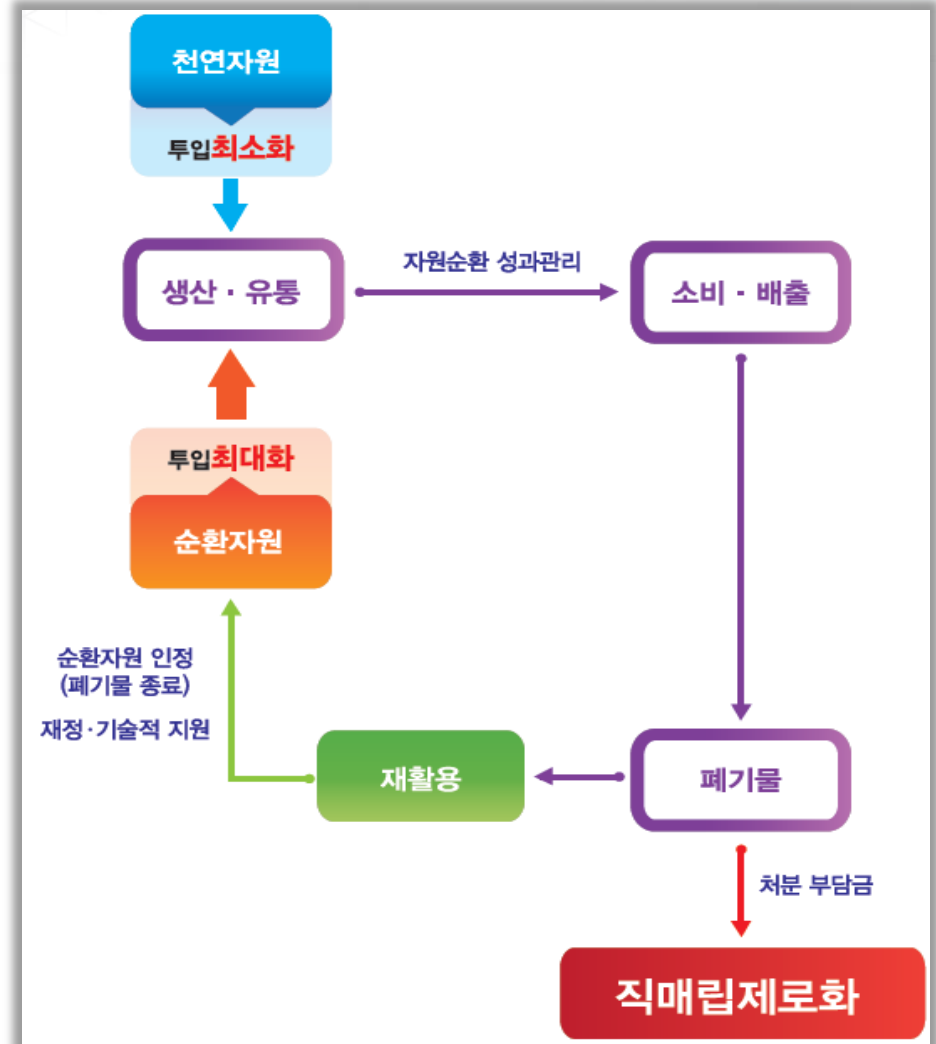 천연자원
투입최소화
생산 · 유통
자원순환 성과관리
소비 · 배출
투입최대화
순환자원
순환자원 인정
(폐기물 종료)
재정·기술적 지원
재활용
폐기물
처분 부담금
직매립제로화